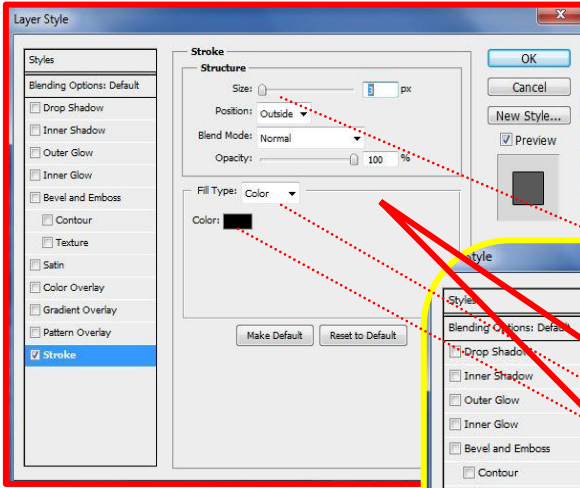 Layer Style
Styles
Blending Options: Default
Drop Shadow
Inner Shadow
Outer Glow
Inner Glow
Bevel and Emboss
Contour
Texture
Satin
Color Overlay
Gradient Overlay
Pattern Overlay
Stroke
Stroke
Structure
Size: 3 px
Position: Outside
Blend Mode: Normal
Opacity: 100 %
Fill Type: Color
Color:
Make Default Reset to Default
OK
Cancel
New Style...
Preview
Styles
Blending Options:
Drop Shadow
Inner Shadow
Outer Glow
Inner Glow
Bevel and Emboss
Contour